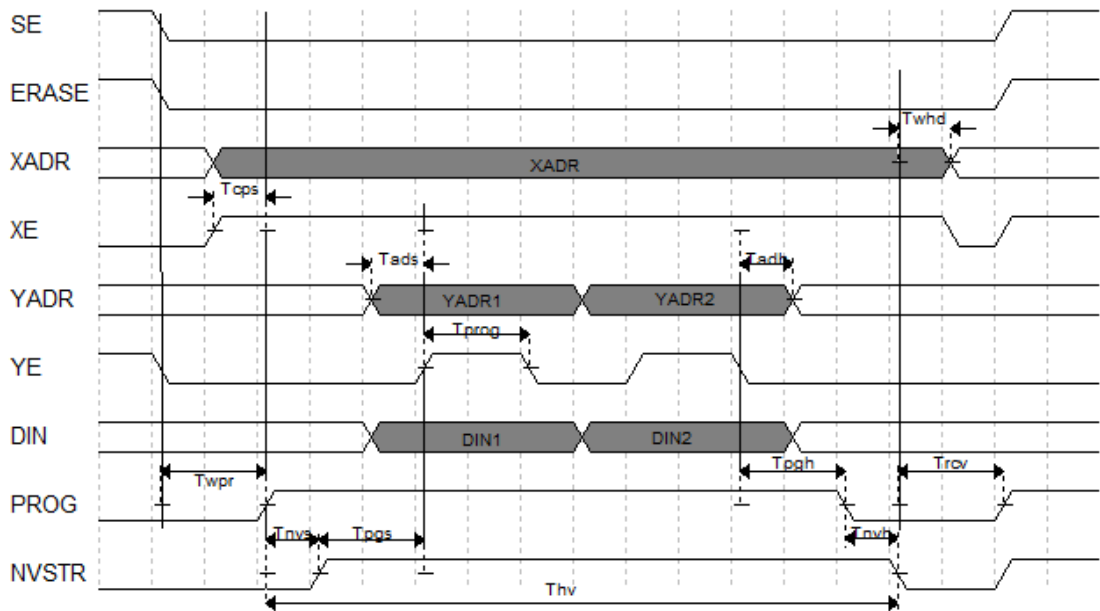 SE
ERASE
Twhd
XADR
XADR
Tcps
XE
Tads
Tadh
YADR
YADR1
YADR2
Tprog
YE
DIN
DIN1
DIN2
Twpr
Tpgh
Trcv
PROG
Tnvs
Tpgs
Tnvh
NVSTR
Thv